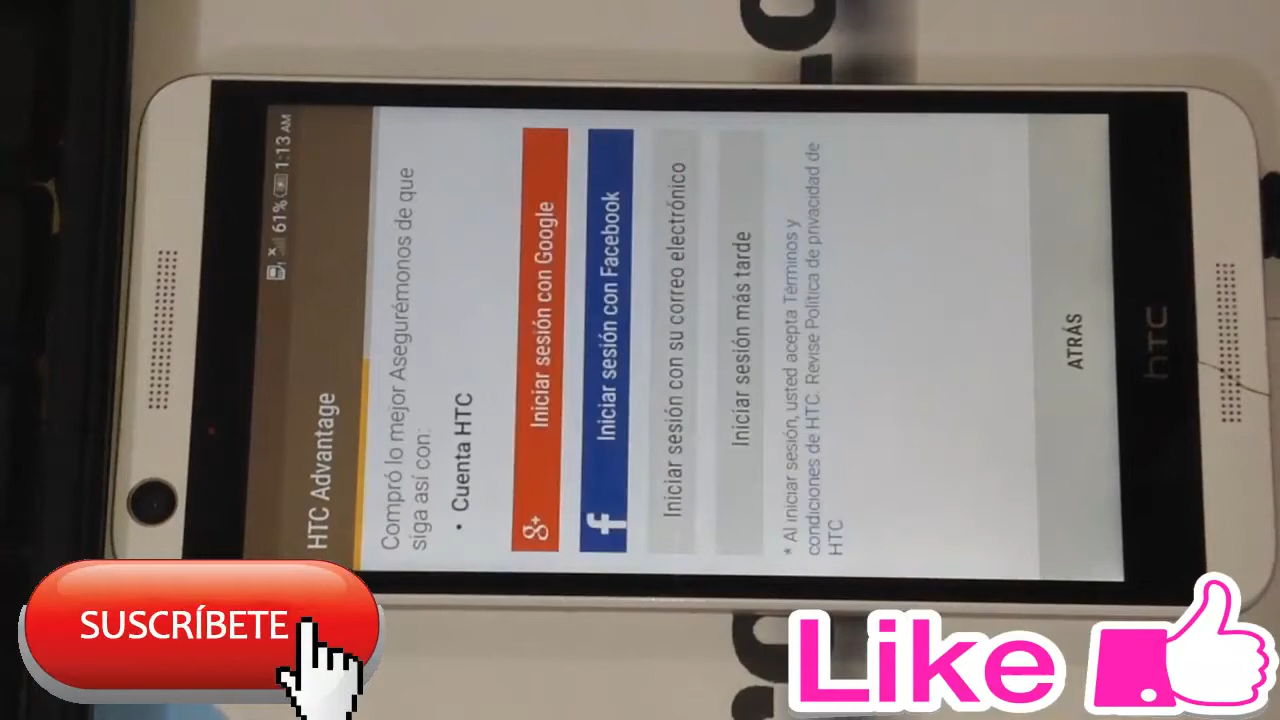 61% 1:13 AM
HTC Advantage
Compró lo mejor Asegurémonos de que
siga así con:
• Cuenta HTC
g+ Iniciar sesión con Google
f Iniciar sesión con Facebook
Iniciar sesión con su correo electrónico
Iniciar sesión más tarde
* Al iniciar sesión, usted acepta Términos y
condiciones de HTC. Revise Política de privacidad de
HTC
ATRÁS
hTC
SUSCRÍBETE
Like